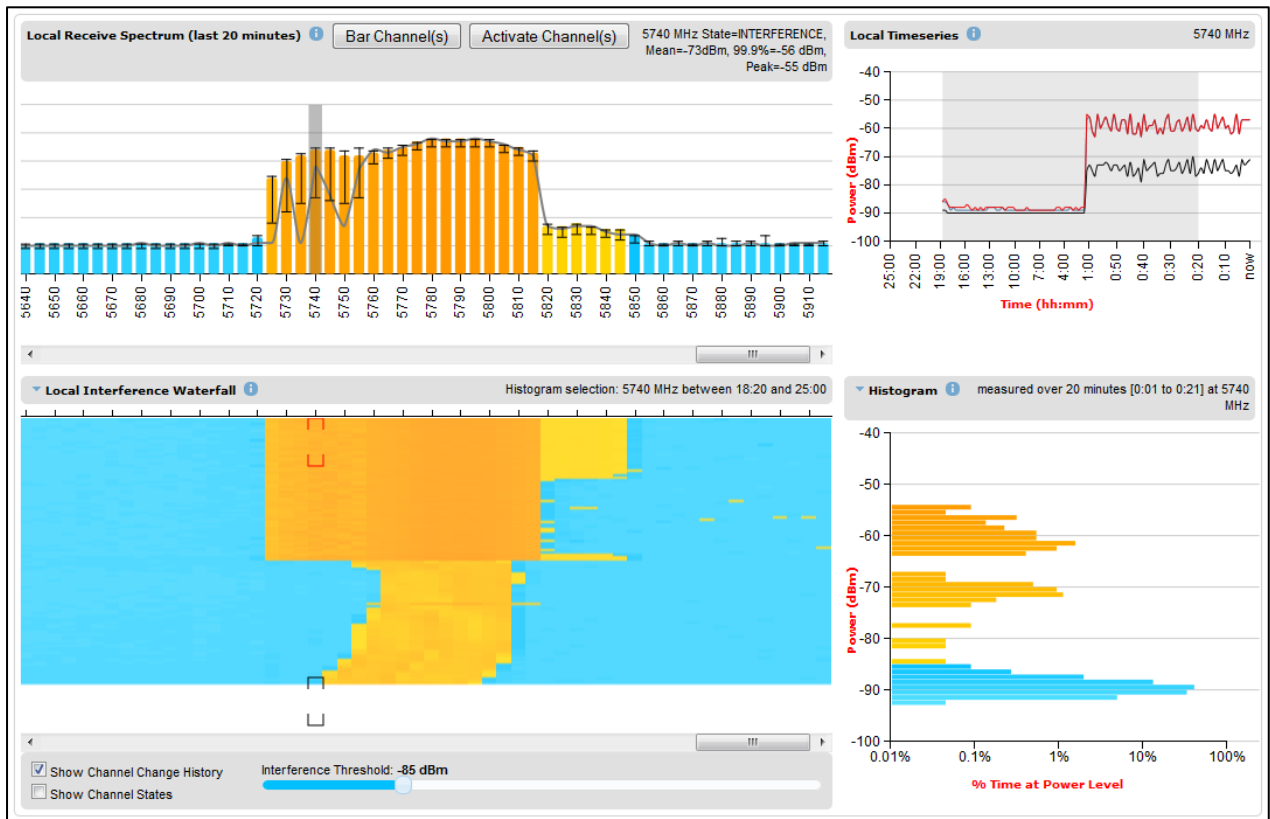 Local Receive Spectrum (last 20 minutes)
Bar Channel(s)
Activate Channel(s)
5740 MHz State=INTERFERENCE,
Mean=-73dBm, 99.9%=-56 dBm,
Peak=-55 dBm
5640
5650
5660
5670
5680
5690
5700
5710
5720
5730
5740
5750
5760
5770
5780
5790
5800
5810
5820
5830
5840
5850
5860
5870
5880
5890
5900
5910
Local Timeseries
5740 MHz
-40
-50
-60
-70
-80
-90
-100
Power (dBm)
25:00
22:00
19:00
16:00
13:00
10:00
7:00
4:00
1:00
0:50
0:40
0:30
0:20
0:10
now
Time (hh:mm)
Local Interference Waterfall
Histogram selection: 5740 MHz between 18:20 and 25:00
Show Channel Change History
Show Channel States
Interference Threshold: -85 dBm
Histogram
measured over 20 minutes [0:01 to 0:21] at 5740
MHz
-40
-50
-60
-70
-80
-90
-100
Power (dBm)
0.01%
0.1%
1%
10%
100%
% Time at Power Level